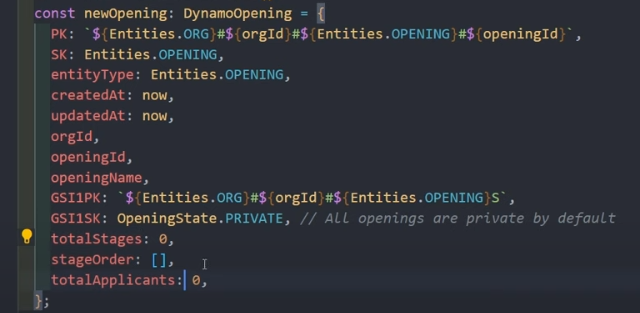 const newOpening: DynamoOpening = {
PK: `${Entities.ORG}#${orgId}#${Entities.OPENING}#${openingId}`,
SK: Entities.OPENING,
entityType: Entities.OPENING,
createdAt: now,
updatedAt: now,
orgId,
openingId,
openingName,
GSI1PK: `${Entities.ORG}#${orgId}#${Entities.OPENING}S`,
GSI1SK: OpeningState.PRIVATE, // All openings are private by default
totalStages: 0,
stageOrder: [],
totalApplicants: 0,
};